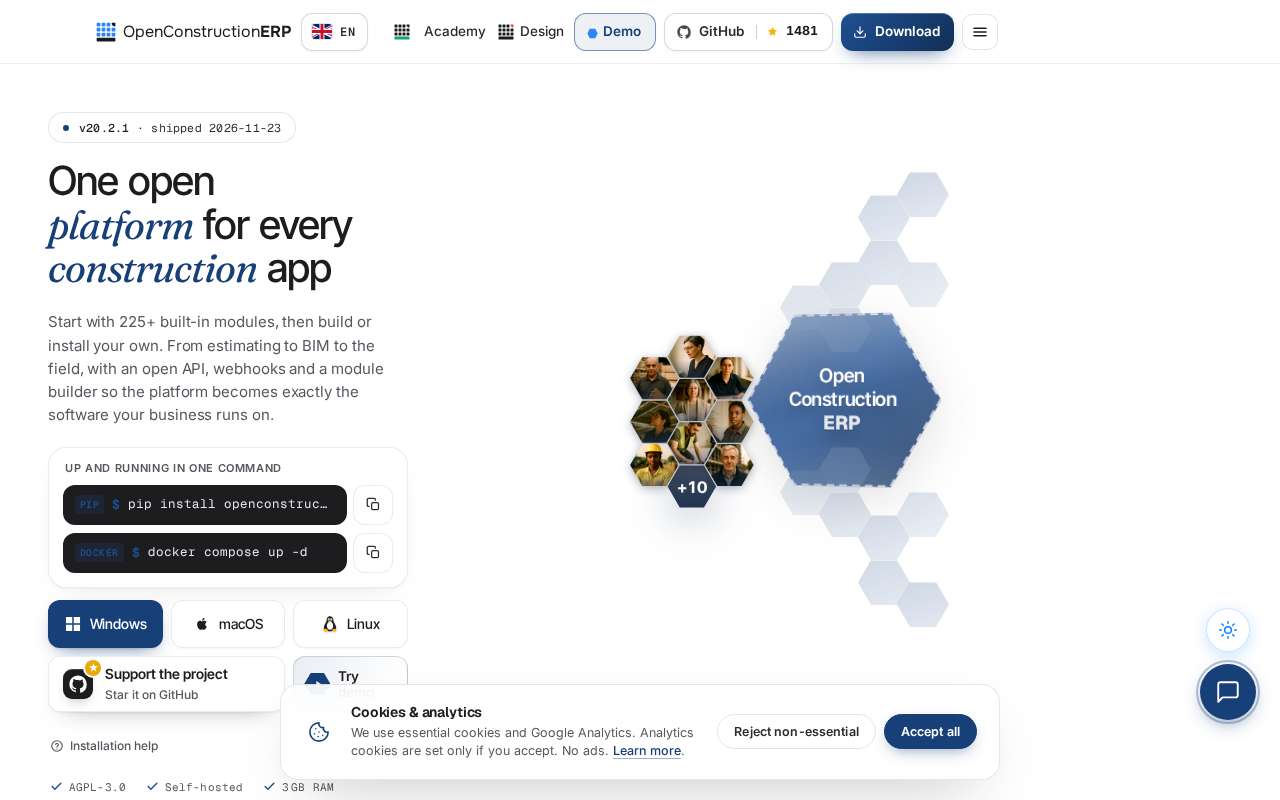 OpenConstructionERP
EN
Academy
Design
Demo
GitHub
1481
Download
v20.2.1 · shipped 2026-11-23
One open
platform for every
construction app
Start with 225+ built-in modules, then build or
install your own. From estimating to BIM to the
field, with an open API, webhooks and a module
builder so the platform becomes exactly the
software your business runs on.
UP AND RUNNING IN ONE COMMAND
PIP $ pip install openconstruc…
DOCKER $ docker compose up -d
Windows
macOS
Linux
Support the project
Star it on GitHub
Try
Installation help
AGPL-3.0
Self-hosted
3GB RAM
Open
Construction
ERP
+10
Cookies & analytics
We use essential cookies and Google Analytics. Analytics
cookies are set only if you accept. No ads. Learn more.
Reject non-essential
Accept all